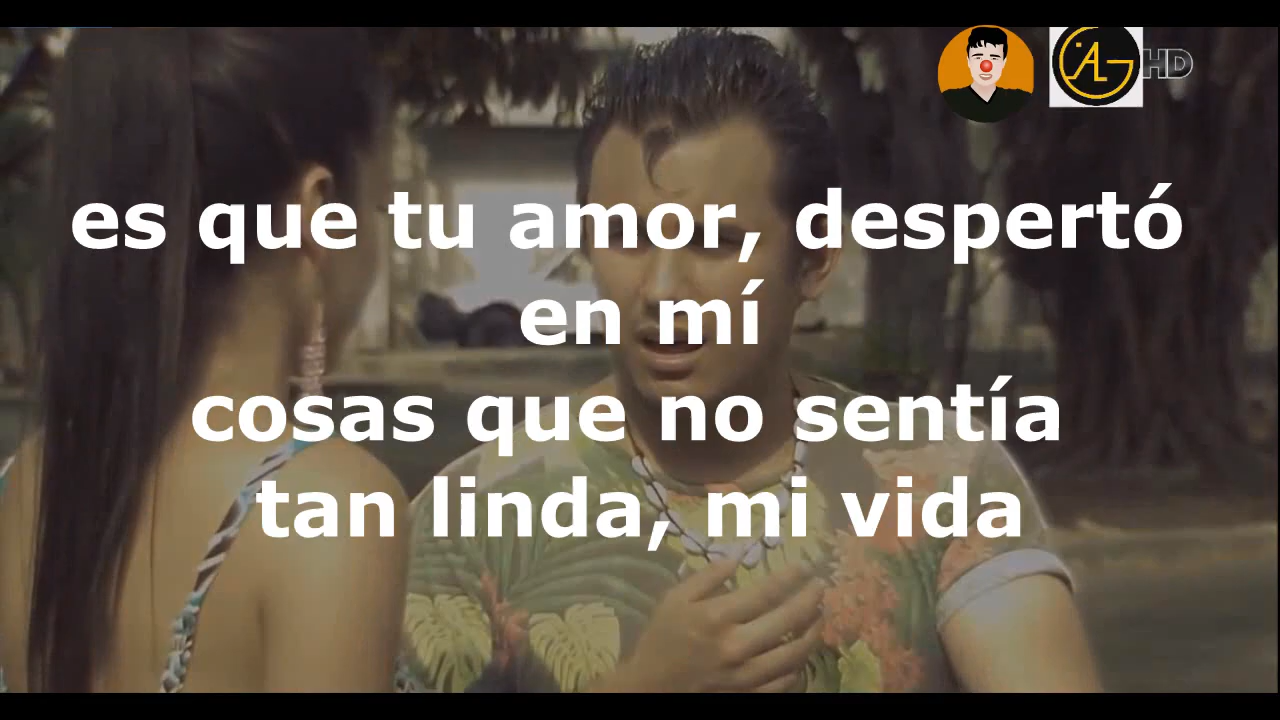 HD
es que tu amor, despertó
en mí
cosas que no sentía
tan linda, mi vida